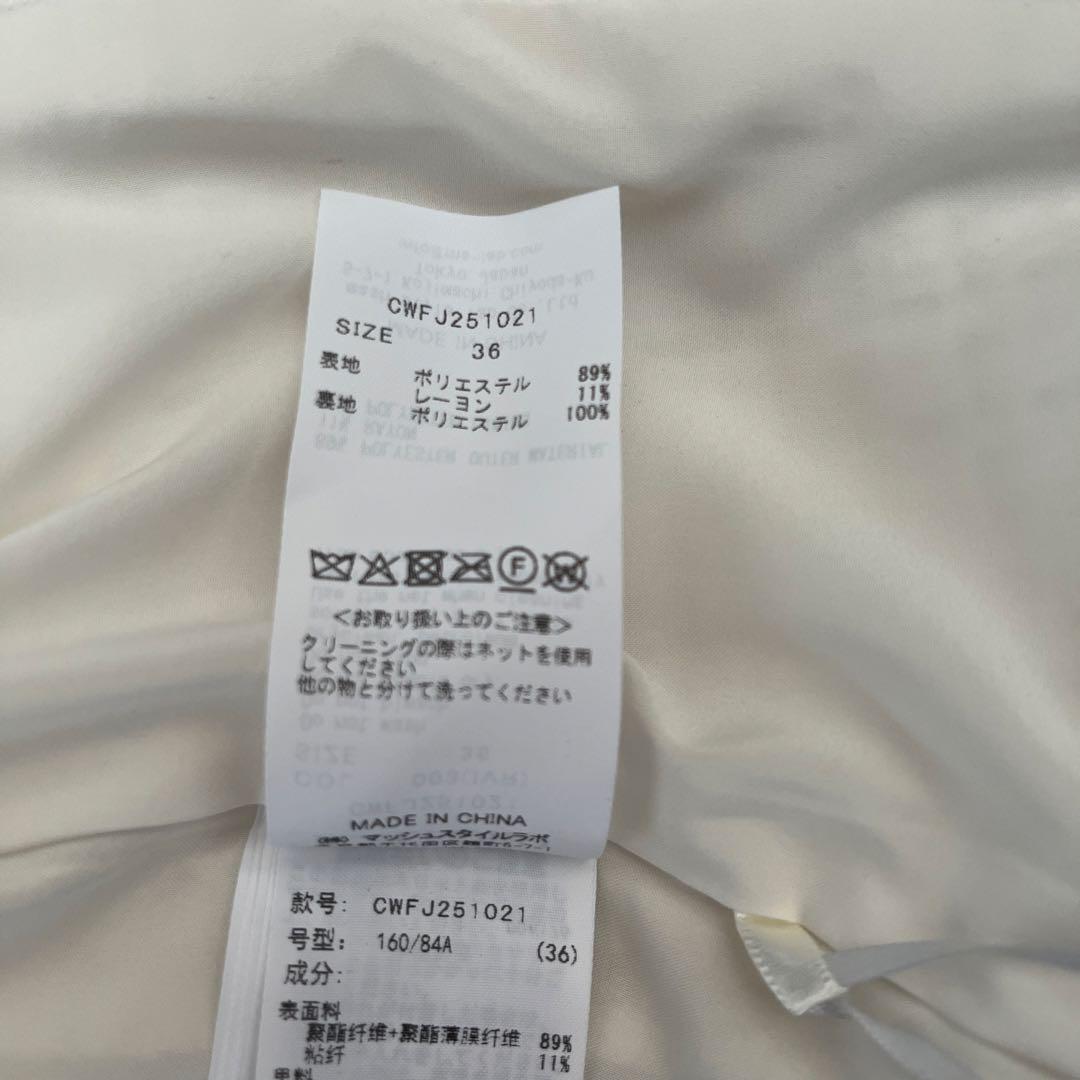 CWFJ251021
SIZE 36
表地 ポリエステル 89%
レーヨン 11%
裏地 ポリエステル 100%
F
W
<お取り扱い上のご注意>
クリーニングの際はネットを使用
してください
他の物と分けて洗ってください
MADE IN CHINA
マッシュスタイルラボ
款号: CWFJ251021
号型: 160/84A (36)
成分:
表面料
聚酯纤维+聚酯薄膜纤维 89%
粘纤 11%